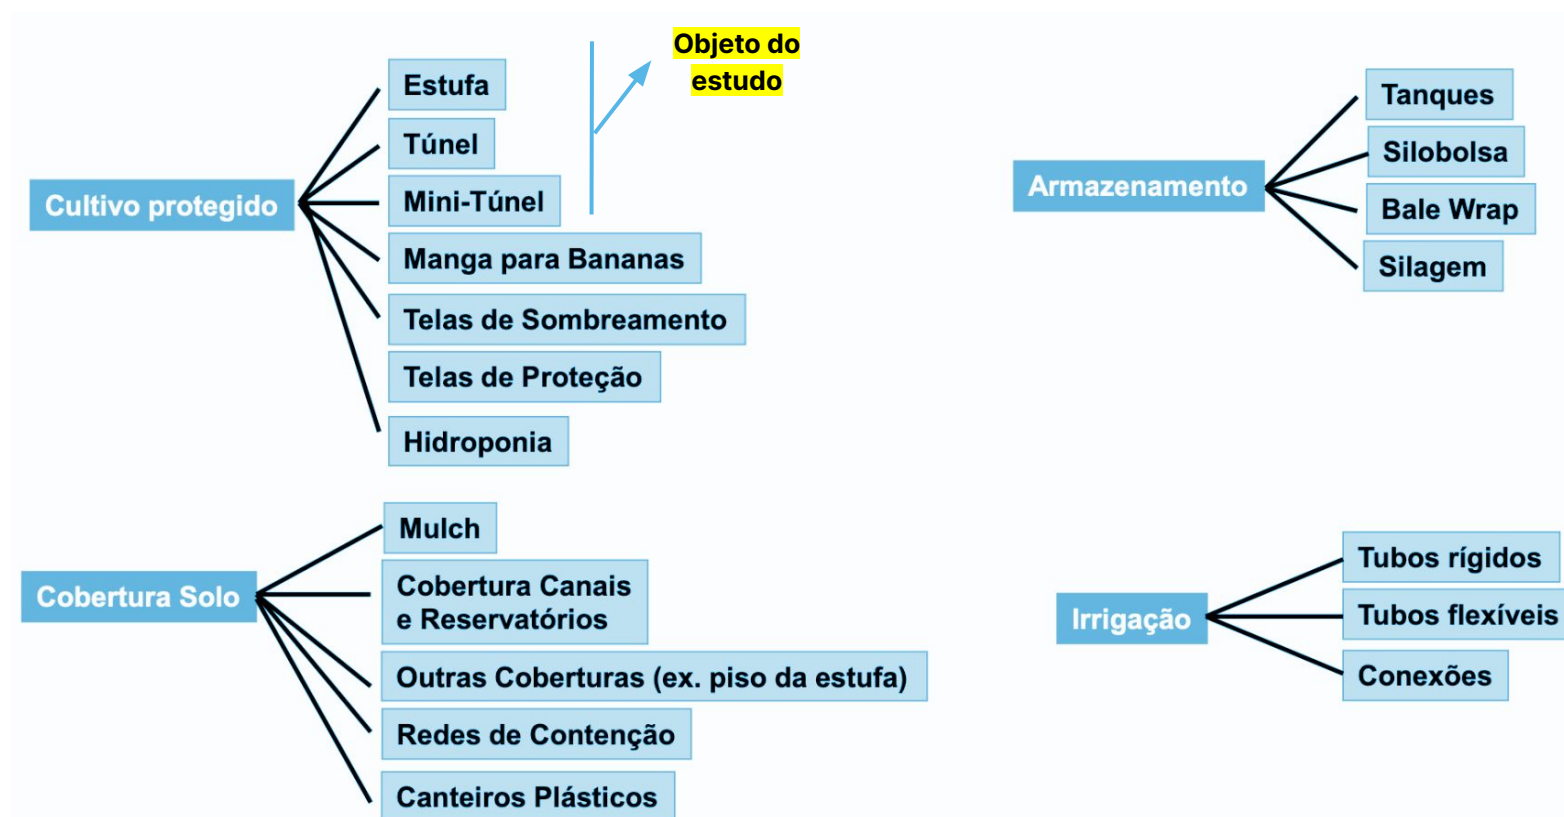 Objeto do
estudo
Cultivo protegido
Estufa
Túnel
Mini-Túnel
Manga para Bananas
Telas de Sombreamento
Telas de Proteção
Hidroponia
Armazenamento
Tanques
Silobolsa
Bale Wrap
Silagem
Cobertura Solo
Mulch
Cobertura Canais
e Reservatórios
Outras Coberturas (ex. piso da estufa)
Redes de Contenção
Canteiros Plásticos
Irrigação
Tubos rígidos
Tubos flexíveis
Conexões